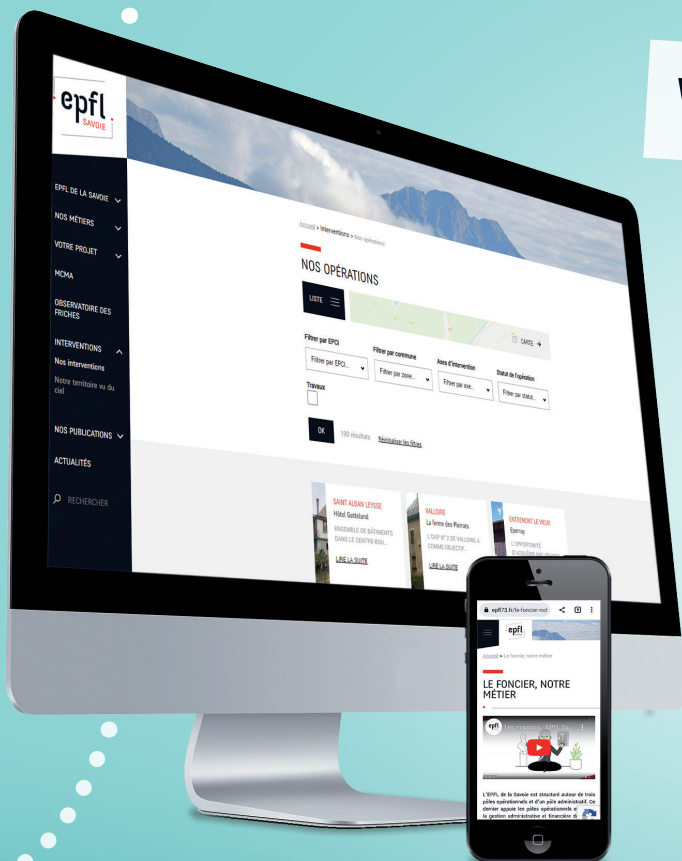 epfl
SAVOIE
EPFL DE LA SAVOIE
NOS MÉTIERS
VOTRE PROJET
MCMA
OBSERVATOIRE DES
FRICHES
INTERVENTIONS
Nos interventions
Notre territoire vu du
ciel
NOS PUBLICATIONS
ACTUALITÉS
RECHERCHER
Accueil » Interventions » Nos opérations
NOS OPÉRATIONS
LISTE
CARTE
Filtrer par EPCI
Filtrer par commune
Axes d'intervention
Statut de l'opération
Filtrer par EPCI...
Filtrer par zone...
Filtrer par axe...
Filtrer par statut...
Travaux
OK
190 résultats
Réinitialiser les filtres
SAINT ALBAN LEYSSE
Hôtel Gotteland
ENSEMBLE DE BÂTIMENTS
DANS LE CENTRE-BOU...
LIRE LA SUITE
VALLOIRE
La ferme des Pierrots
L'OAP N° 2 DE VALLOIRE A
COMME OBJECTIF...
LIRE LA SUITE
ENTREMONT LE VIEUX
Epernay
L'OPPORTUNITÉ
epfl73.fr/le-foncier-not
epfl
Accueil » Le foncier, notre métier
LE FONCIER, NOTRE
MÉTIER
epfl
Les missions
L'EPFL de la Savoie est structuré autour de trois
pôles opérationnels et d'un pôle administratif. Ce
dernier appuie les pôles opérationnels
la gestion administrative et financière